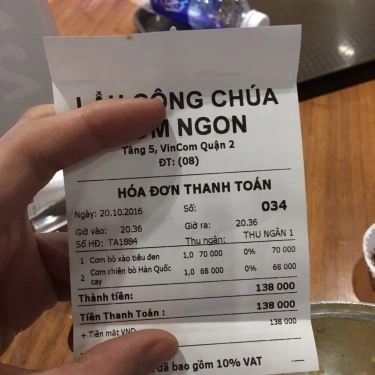 LẨU CÔNG CHÚA
NGON
Tầng 5, VinCom Quận 2
ĐT: (08)
HÓA ĐƠN THANH TOÁN
Ngày: 20.10.2016 Số: 034
Giờ vào: 20.36 Giờ ra: 20.36
Số HĐ: TA1884 Thu ngân: THU NGÂN 1
1 Cơm bò xào tiêu đen 1,0 70 000 0% 70 000
2 Cơm chiên bò Hàn Quốc cay 1,0 68 000 0% 68 000
Thành tiền: 138 000
Tiền Thanh Toán : 138 000
+ Tiền mặt VND 138 000
đã bao gồm 10% VAT